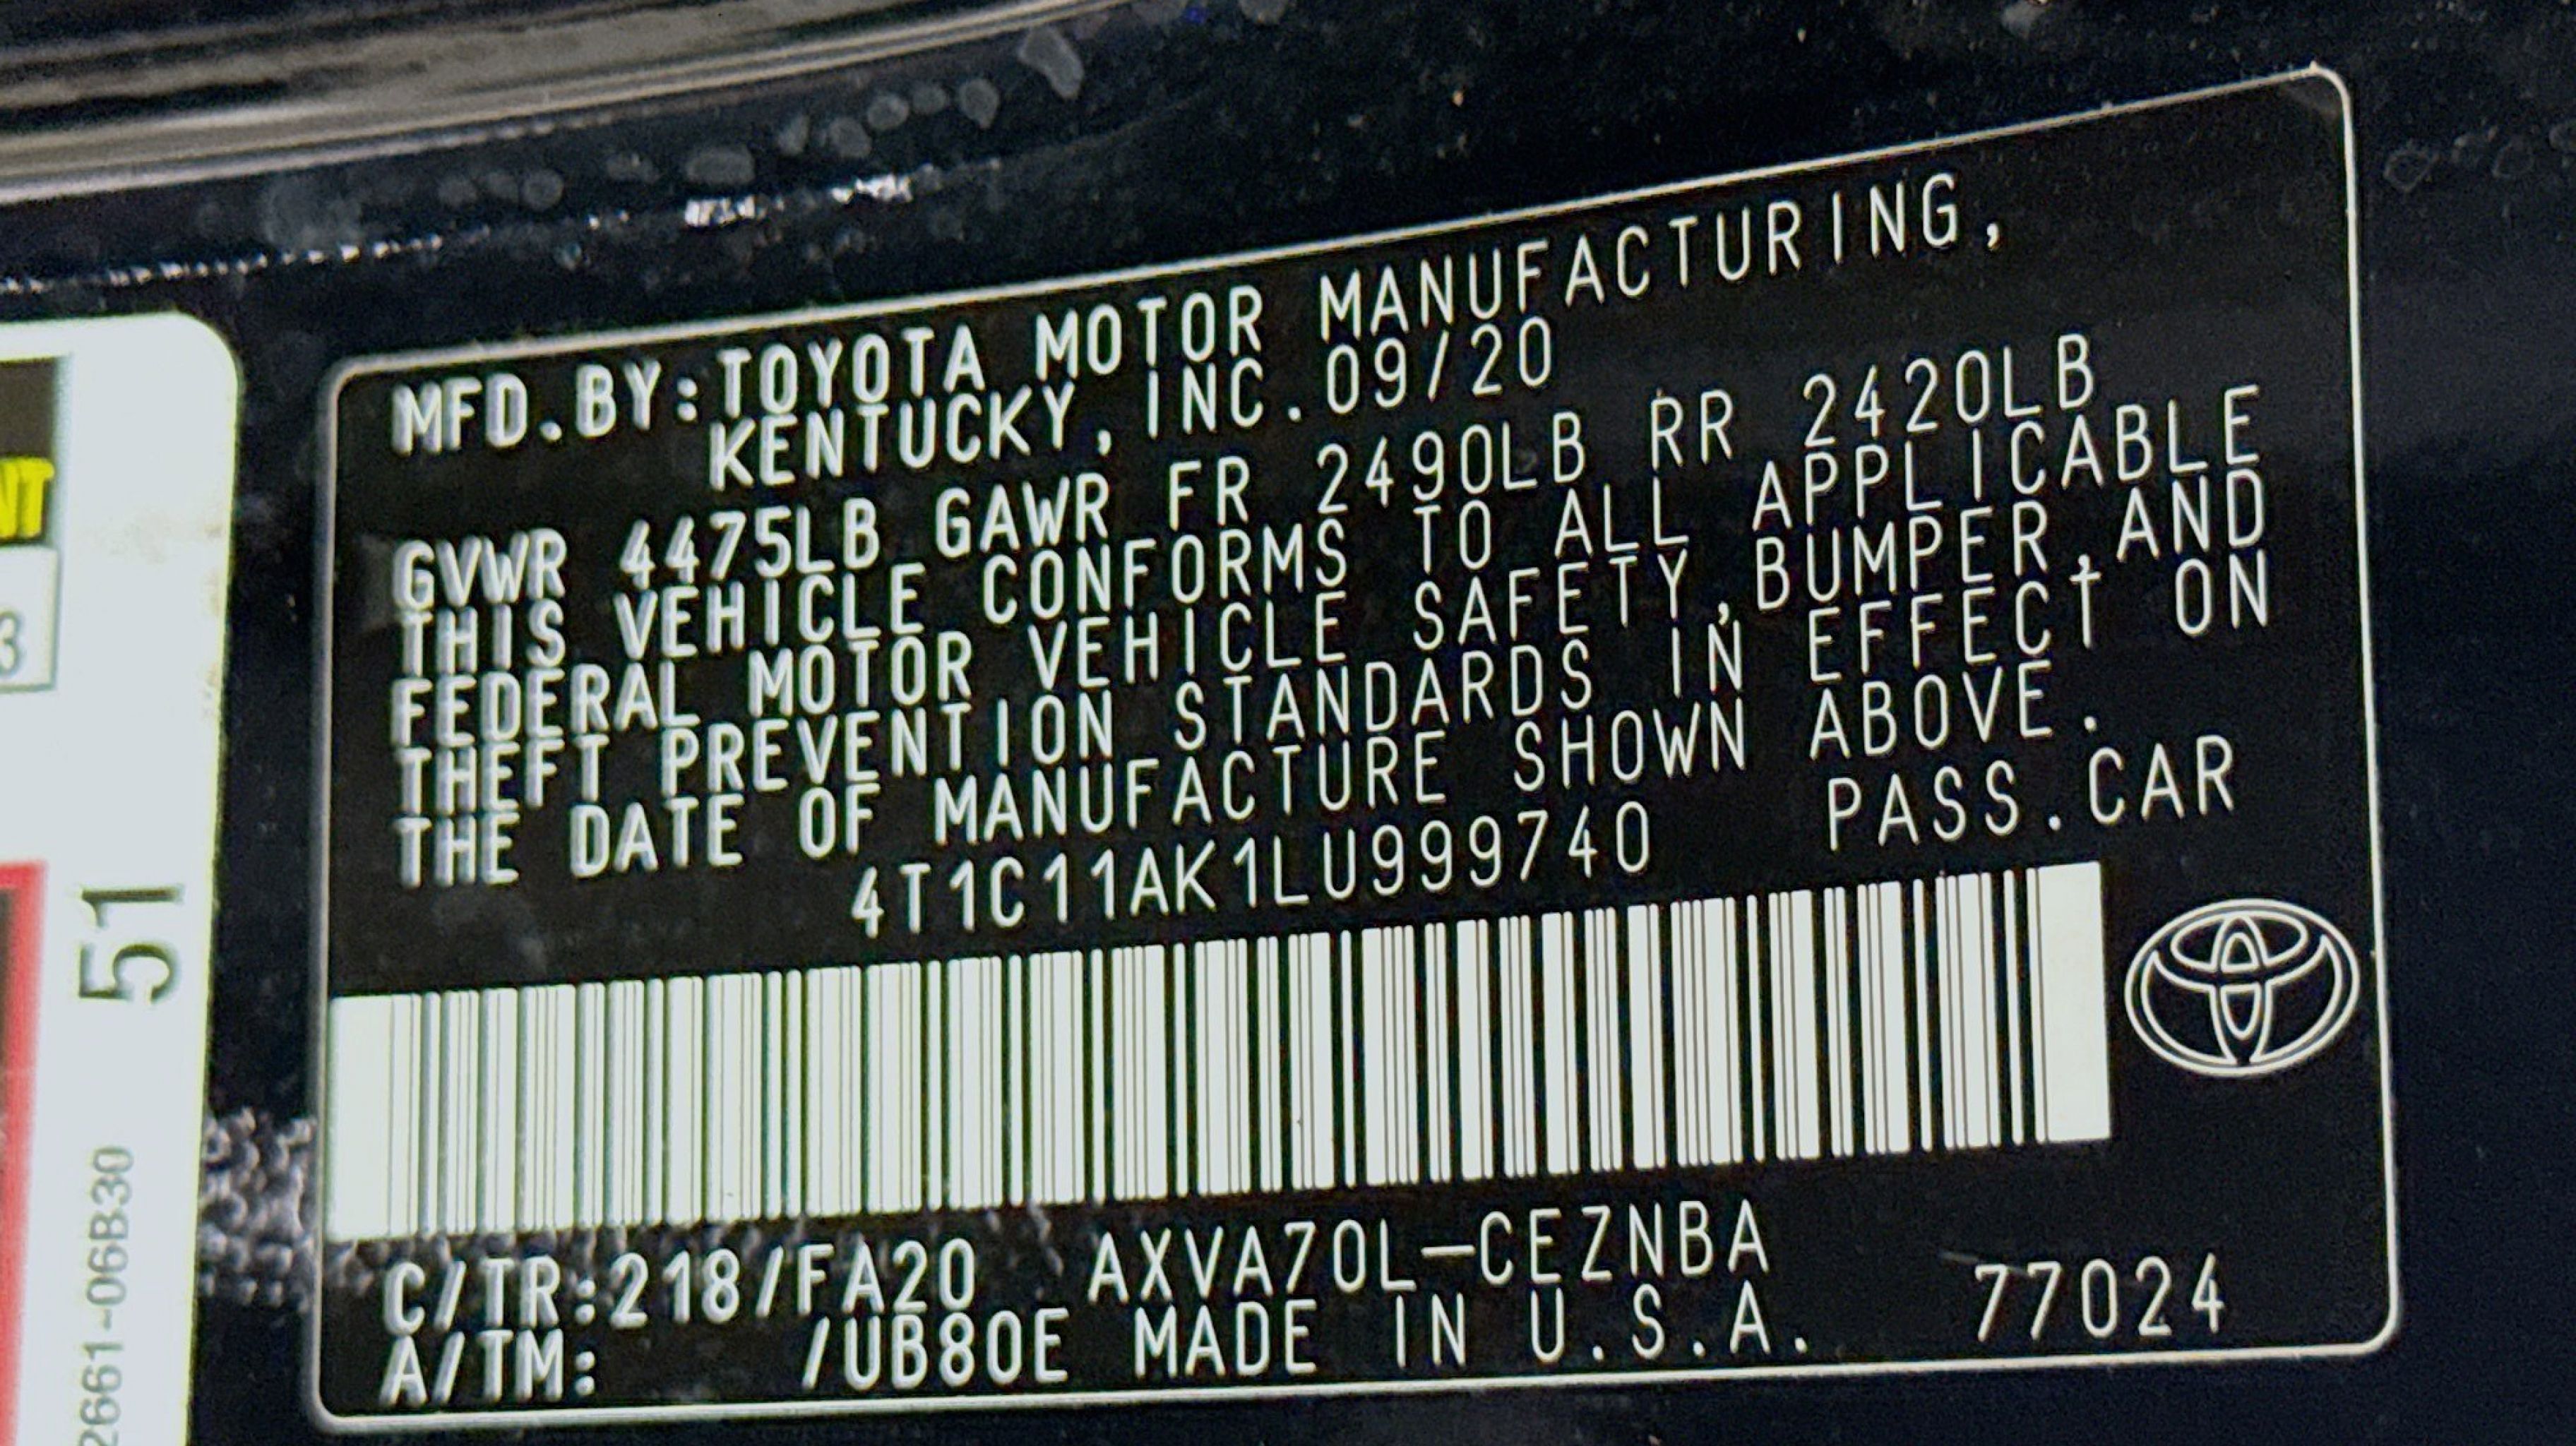 MFD.BY:TOYOTA MOTOR MANUFACTURING,
KENTUCKY, INC.09/20
GVWR 4475LB GAWR FR 2490LB RR 2420LB
THIS VEHICLE CONFORMS TO ALL APPLICABLE
FEDERAL MOTOR VEHICLE SAFETY,BUMPER,AND
THEFT PREVENTION STANDARDS IN EFFECT ON
THE DATE OF MANUFACTURE SHOWN ABOVE.
4T1C11AK1LU999740 PASS.CAR
C/TR:218/FA20 AXVA70L-CEZNBA
A/TM: /UB80E MADE IN U.S.A. 77024
NT
3
51
2661-06B30